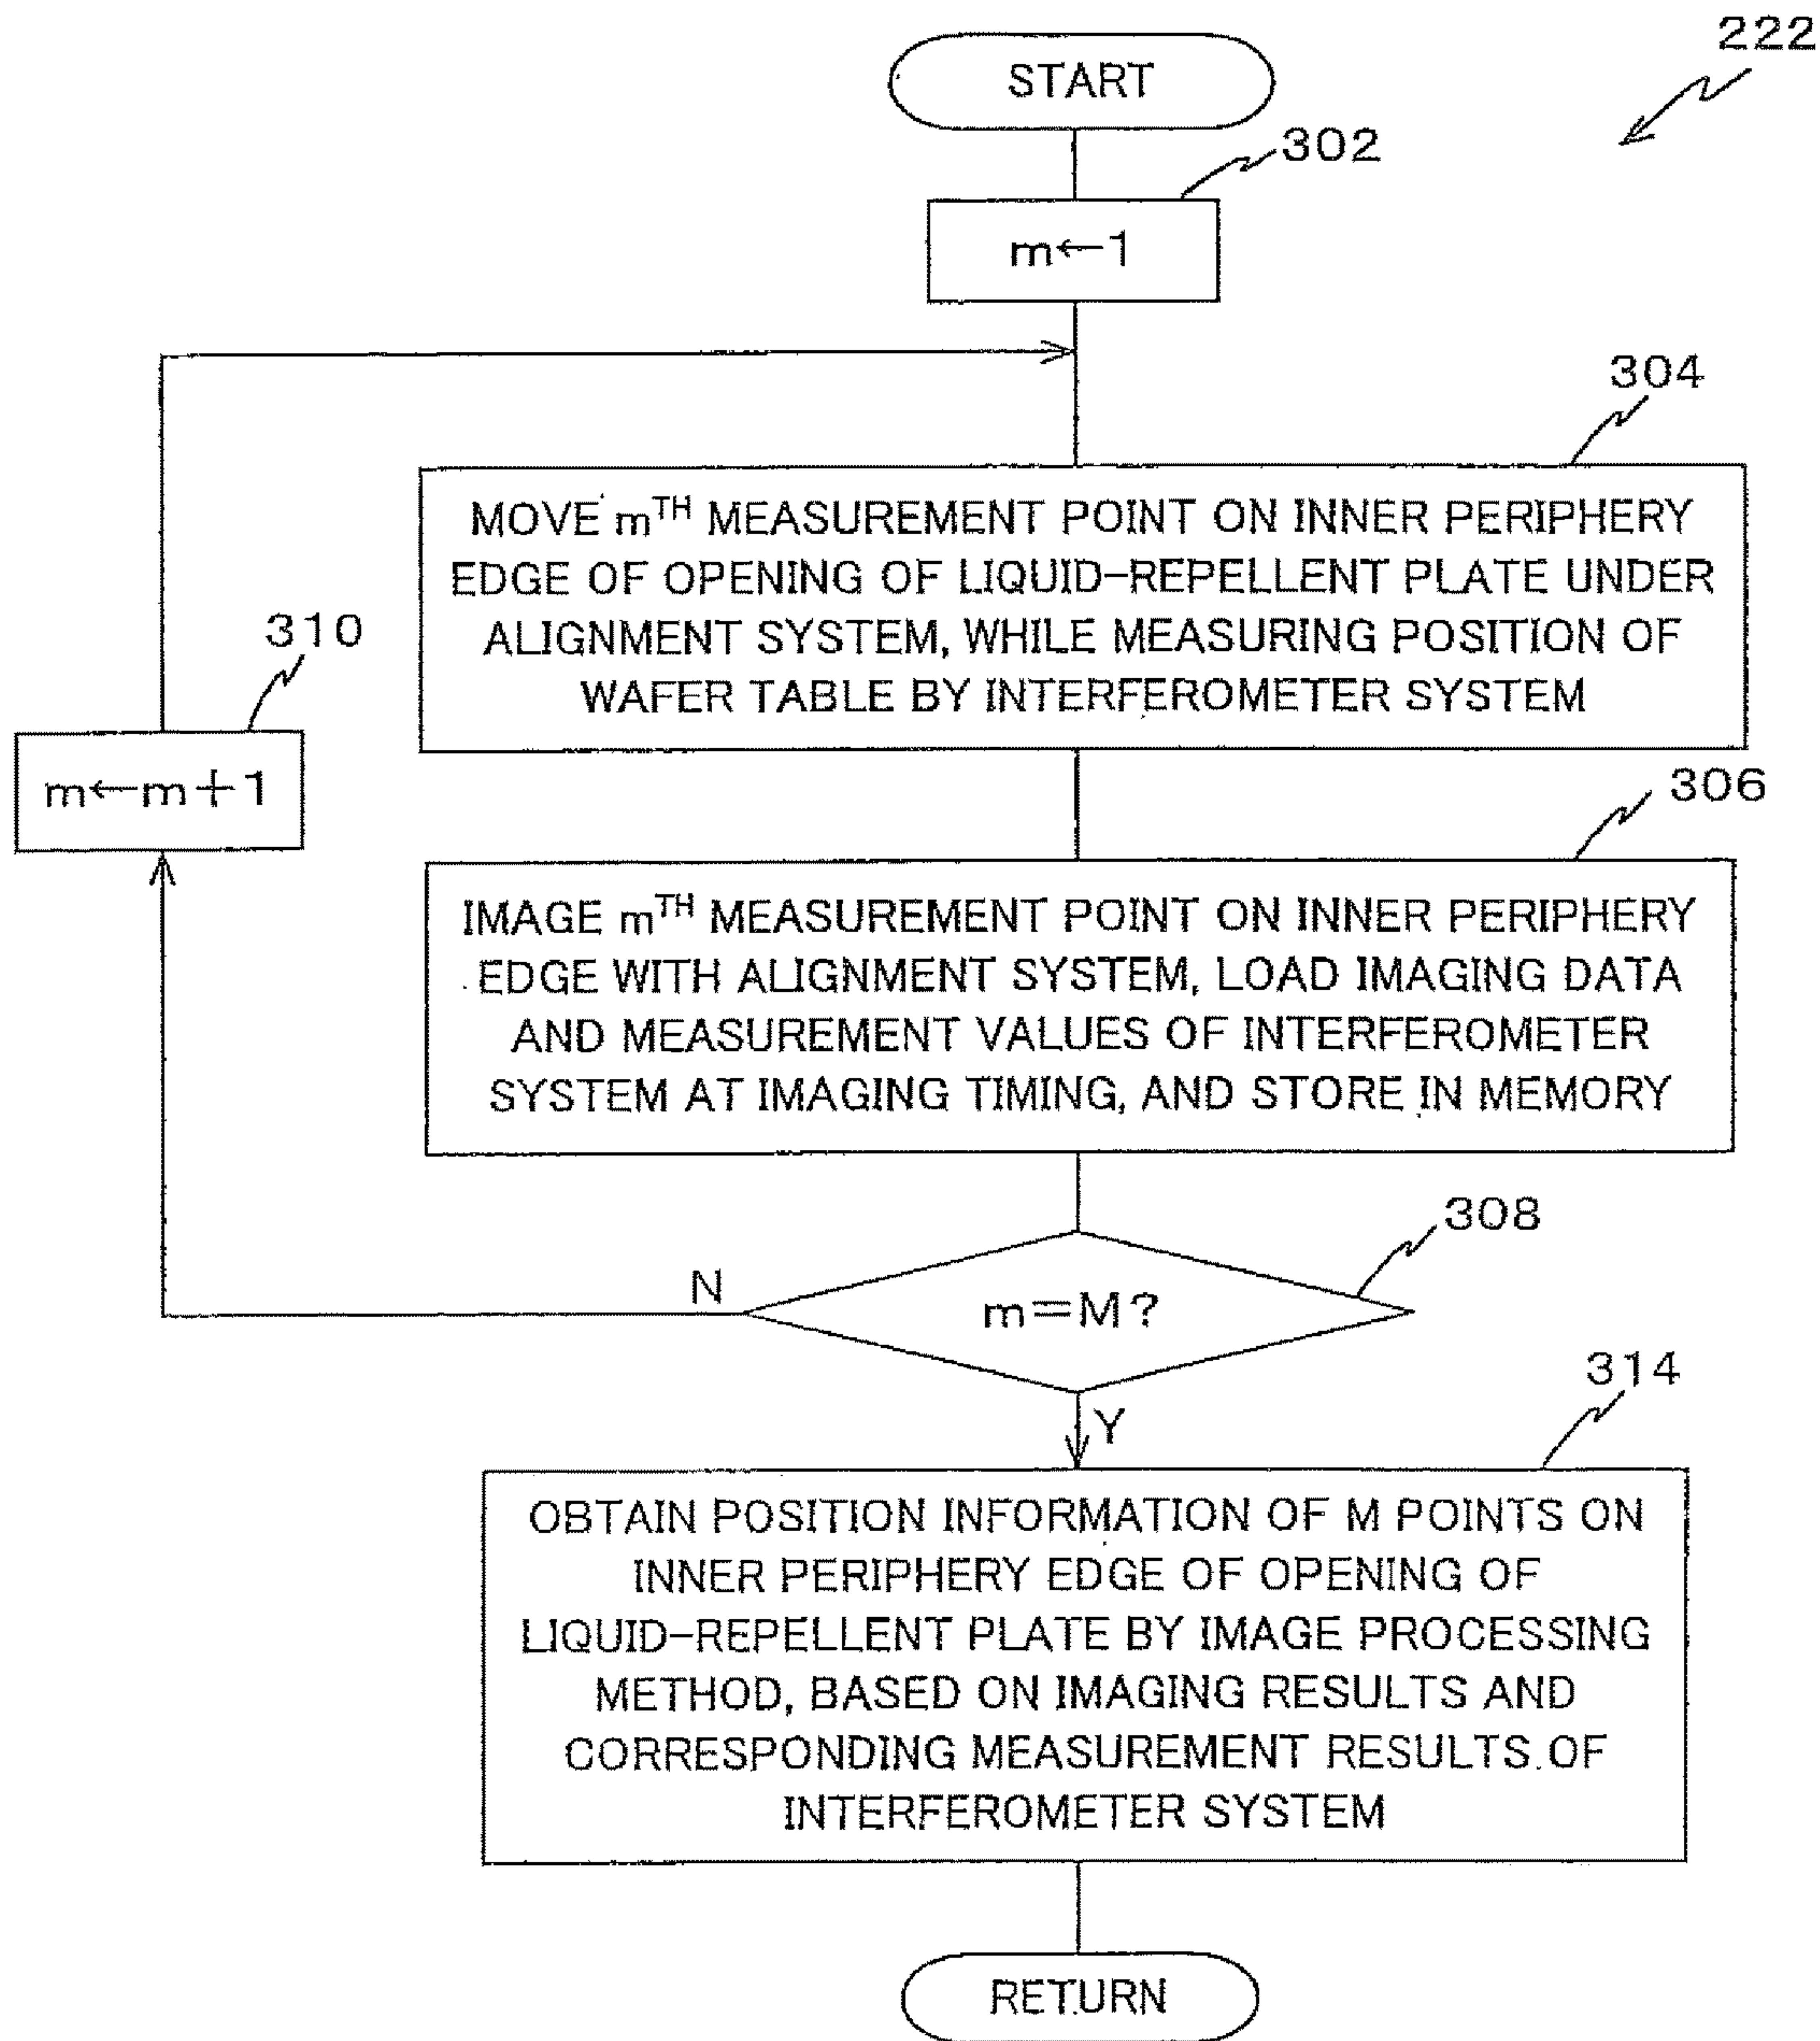 222
START
302
m←1
304
MOVE mTH MEASUREMENT POINT ON INNER PERIPHERY
EDGE OF OPENING OF LIQUID-REPELLENT PLATE UNDER
ALIGNMENT SYSTEM, WHILE MEASURING POSITION OF
WAFER TABLE BY INTERFEROMETER SYSTEM
310
m←m+1
306
IMAGE mTH MEASUREMENT POINT ON INNER PERIPHERY
EDGE WITH ALIGNMENT SYSTEM, LOAD IMAGING DATA
AND MEASUREMENT VALUES OF INTERFEROMETER
SYSTEM AT IMAGING TIMING, AND STORE IN MEMORY
308
N
m=M?
Y
314
OBTAIN POSITION INFORMATION OF M POINTS ON
INNER PERIPHERY EDGE OF OPENING OF
LIQUID-REPELLENT PLATE BY IMAGE PROCESSING
METHOD, BASED ON IMAGING RESULTS AND
CORRESPONDING MEASUREMENT RESULTS OF
INTERFEROMETER SYSTEM
RETURN